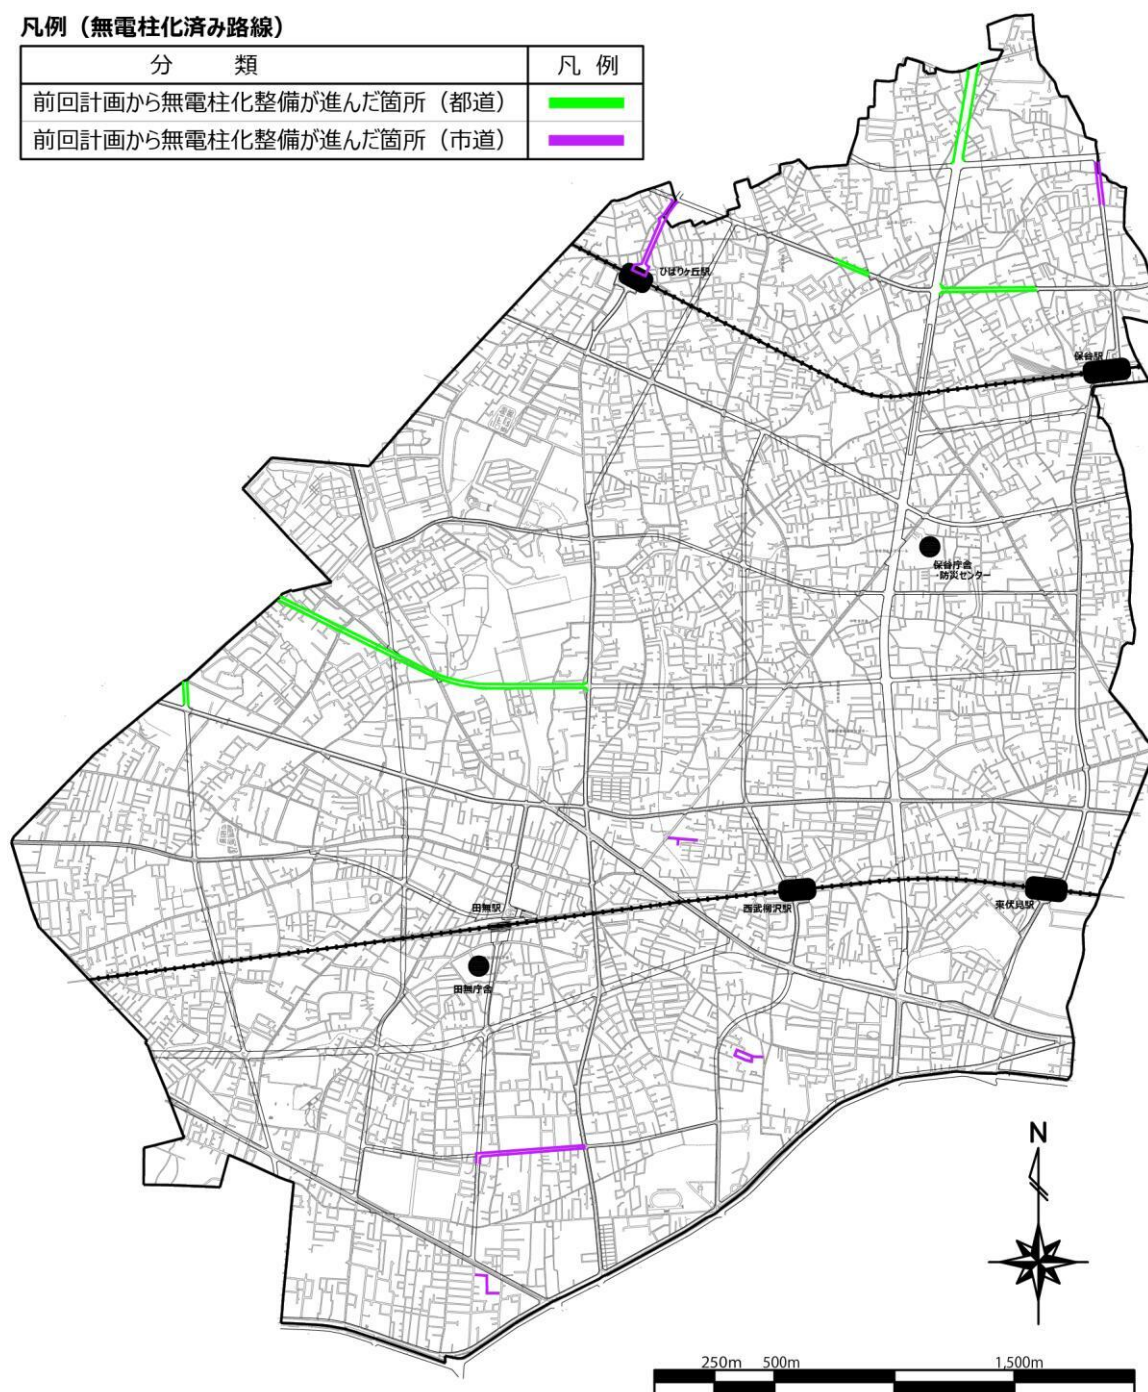 凡例（無電柱化済み路線）
分　類　凡 例
前回計画から無電柱化整備が進んだ箇所（都道）
前回計画から無電柱化整備が進んだ箇所（市道）
ひばりヶ丘駅
保谷駅
保谷庁舎
・防災センター
田無駅
西武柳沢駅
東伏見駅
田無庁舎
N
250m 500m 1,500m